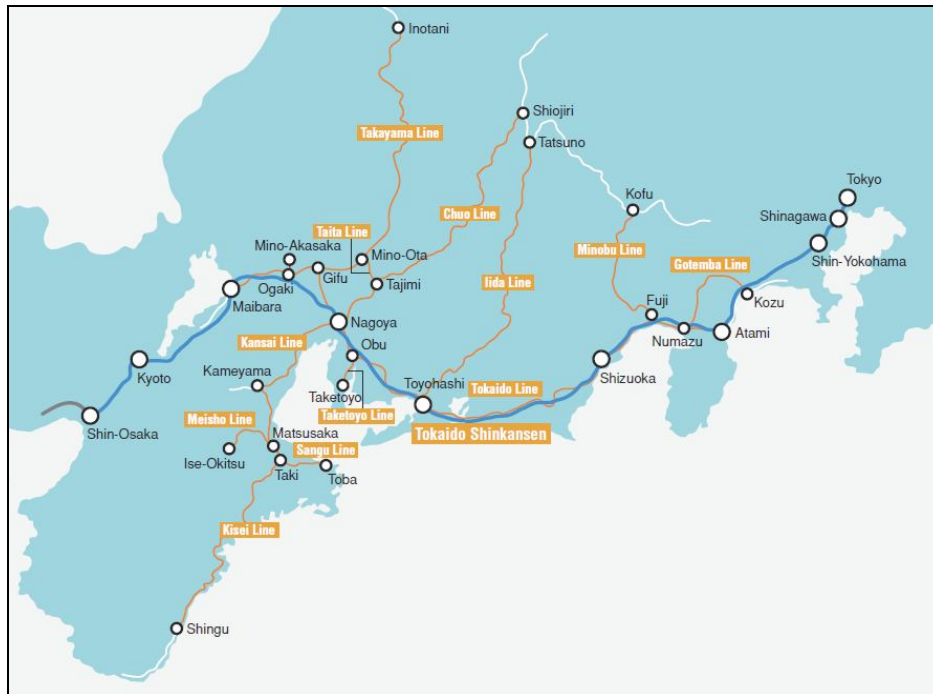 Inotani
Shiojiri
Takayama Line
Tatsuno
Tokyo
Kofu
Chuo Line
Shinagawa
Taita Line
Mino-Akasaka
Mino-Ota
Minobu Line
Shin-Yokohama
Gotemba Line
Gifu
Ogaki
Tajimi
Iida Line
Maibara
Kozu
Fuji
Nagoya
Numazu
Atami
Kansai Line
Obu
Kyoto
Kameyama
Shizuoka
Toyohashi
Tokaido Line
Taketoyo
Taketoyo Line
Meisho Line
Shin-Osaka
Matsusaka
Tokaido Shinkansen
Sangu Line
Ise-Okitsu
Taki
Toba
Kisei Line
Shingu